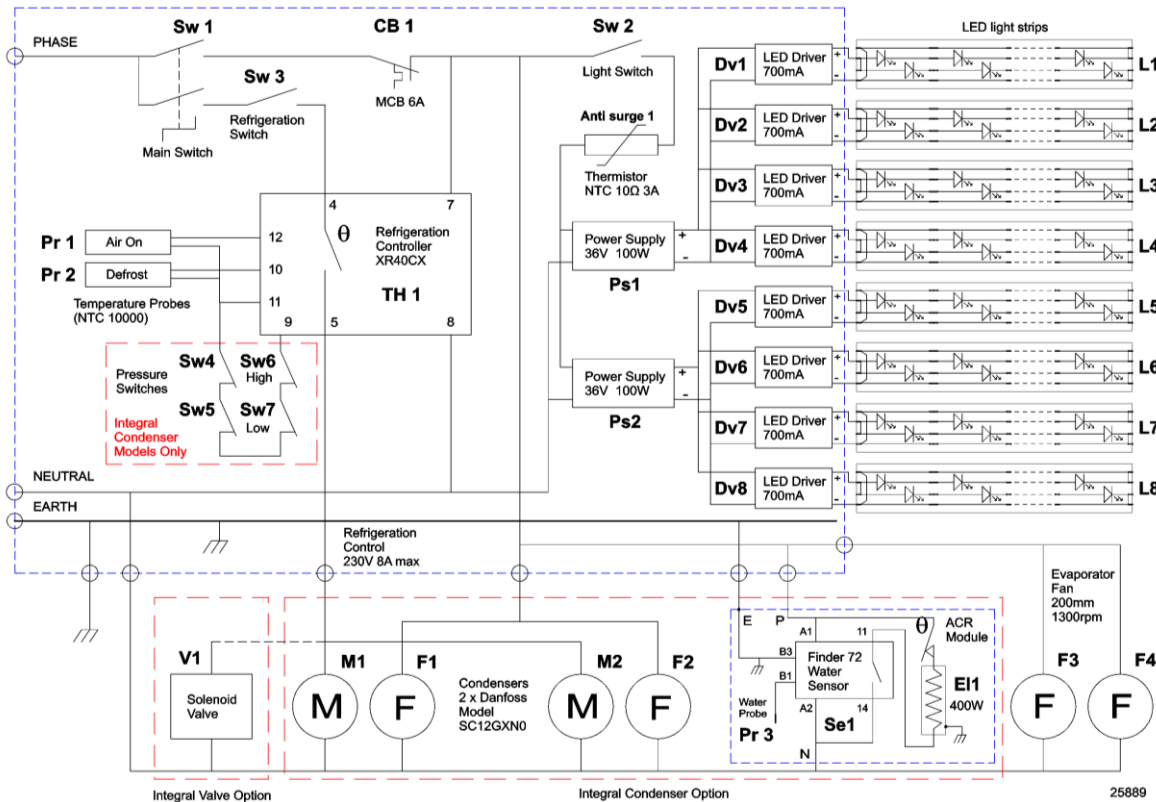 PHASE
Sw 1
CB 1
Sw 2
LED light strips
Sw 3
Light Switch
MCB 6A
Refrigeration
Switch
Main Switch
Anti surge 1
Thermistor
NTC 10Ω 3A
Dv1
LED Driver
700mA
+
-
L1
Dv2
LED Driver
700mA
+
-
L2
Dv3
LED Driver
700mA
+
-
L3
Dv4
LED Driver
700mA
+
-
L4
Dv5
LED Driver
700mA
+
-
L5
Dv6
LED Driver
700mA
+
-
L6
Dv7
LED Driver
700mA
+
-
L7
Dv8
LED Driver
700mA
+
-
L8
Power Supply
36V 100W
+
-
Ps1
Power Supply
36V 100W
+
-
Ps2
4
7
θ
Refrigeration
Controller
XR40CX
TH 1
12
10
11
9
5
8
Pr 1
Air On
Pr 2
Defrost
Temperature Probes
(NTC 10000)
Pressure
Switches
Sw4
Sw6
High
Sw5
Sw7
Low
Integral
Condenser
Models Only
NEUTRAL
EARTH
Refrigeration
Control
230V 8A max
V1
Solenoid
Valve
M1
M
F1
F
Condensers
2 x Danfoss
Model
SC12GXN0
M2
M
F2
F
E
P
A1
11
θ
ACR
Module
B3
B1
Finder 72
Water
Sensor
A2
14
Se1
Water
Probe
Pr 3
N
El1
400W
Evaporator
Fan
200mm
1300rpm
F3
F
F4
F
Integral Valve Option
Integral Condenser Option
25889